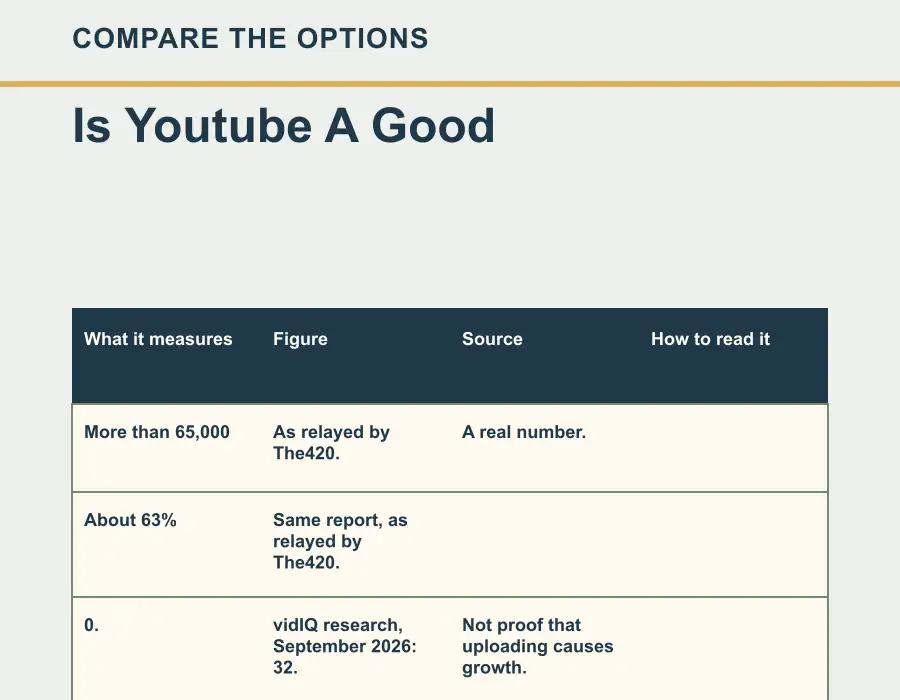 COMPARE THE OPTIONS
Is Youtube A Good
What it measures Figure Source How to read it
More than 65,000 As relayed by A real number.
The420.
About 63% Same report, as
relayed by
The420.
0. vidIQ research, Not proof that
September 2026: uploading causes
32. growth.